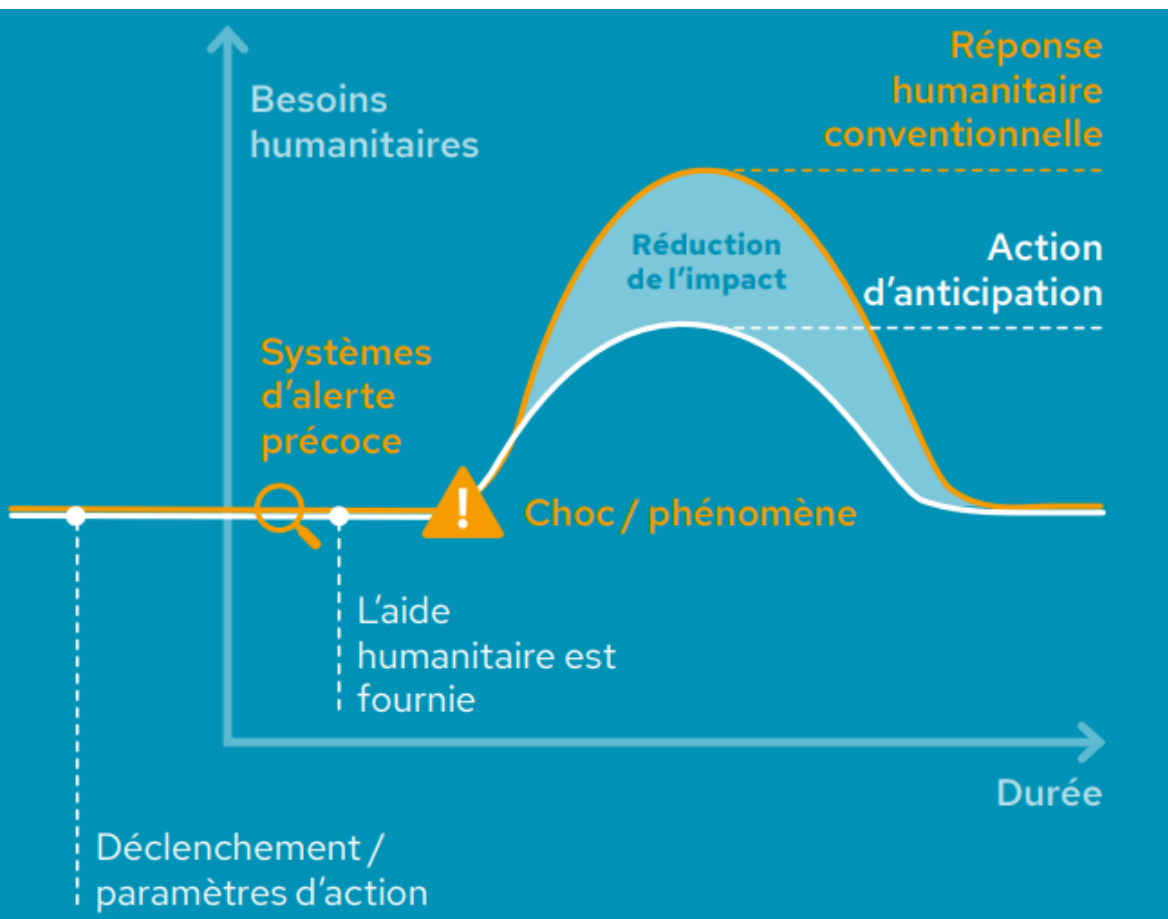 Besoins
humanitaires
Réponse
humanitaire
conventionnelle
Réduction
de l'impact
Action
d'anticipation
Systèmes
d'alerte
précoce
!
Choc / phénomène
L'aide
humanitaire est
fournie
Durée
Déclenchement /
paramètres d'action